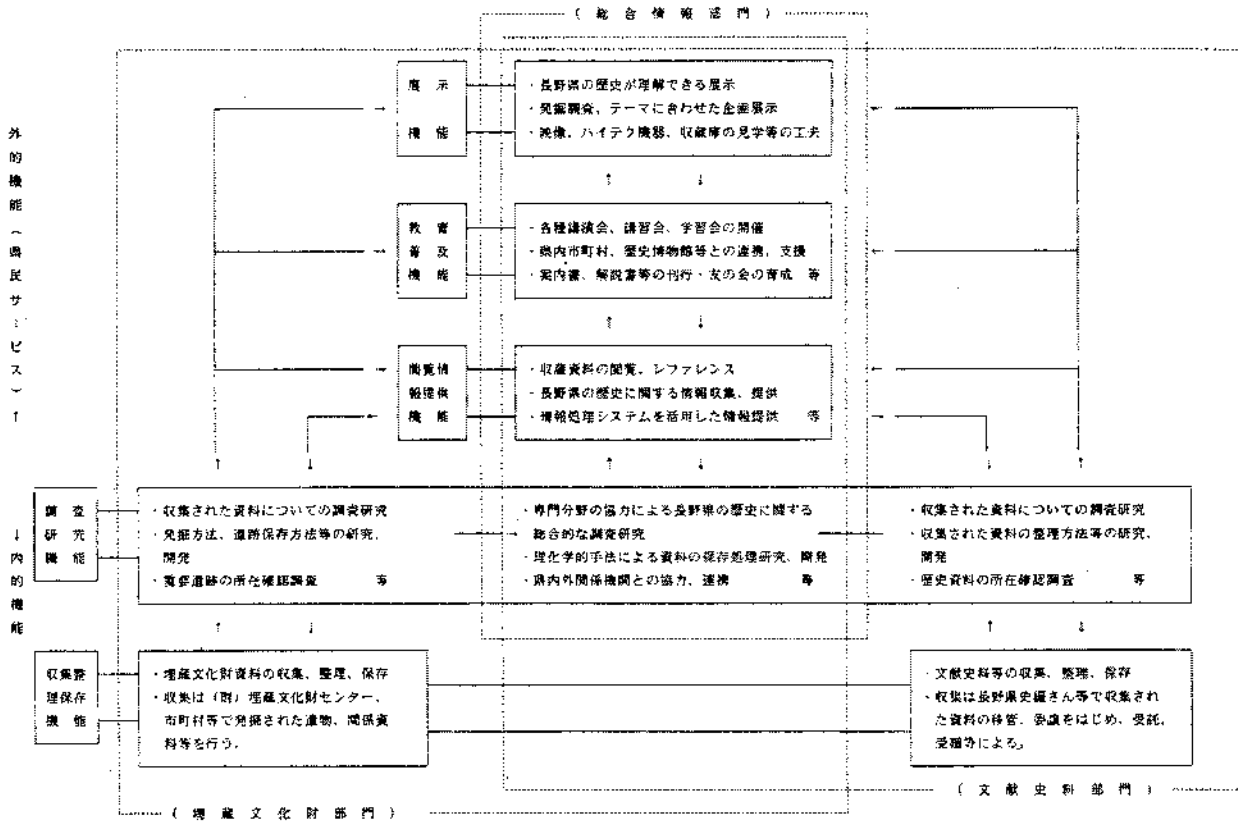 ( 総 合 情 報 部 門 )
外的機能(県民サービス)↑
↓内的機能
展 示
機 能
・長野県の歴史が理解できる展示
・発掘調査、テーマに合わせた企画展示
・映像、ハイテク機器、収蔵庫の見学等の工夫
教 育
普 及
機 能
・各種講演会、講習会、学習会の開催
・県内市町村、歴史博物館等との連携、支援
・案内書、解説書等の刊行・友の会の育成 等
閲覧情
報提供
機 能
・収蔵資料の閲覧、レファレンス
・長野県の歴史に関する情報収集、提供
・情報処理システムを活用した情報提供 等
調 査
研 究
機 能
・収集された資料についての調査研究
・発掘方法、遺跡保存方法等の研究、
開発
・重要遺跡の所在確認調査 等
・専門分野の協力による長野県の歴史に関する
総合的な調査研究
・理化学的手法による資料の保存処理研究、開発
・県内外関係機関との協力、連携 等
・収集された資料についての調査研究
・収集された資料の整理方法等の研究、
開発
・歴史資料の所在確認調査 等
収集整
理保存
機 能
・埋蔵文化財資料の収集、整理、保存
・収集は(財)埋蔵文化財センター、
市町村等で発掘された遺物、関係資
料等を行う。
・文献史料等の収集、整理、保存
・収集は長野県史編さん等で収集され
た資料の移管、委譲をはじめ、受託、
受贈等による。
( 文 献 史 料 部 門 )
( 埋 蔵 文 化 財 部 門 )